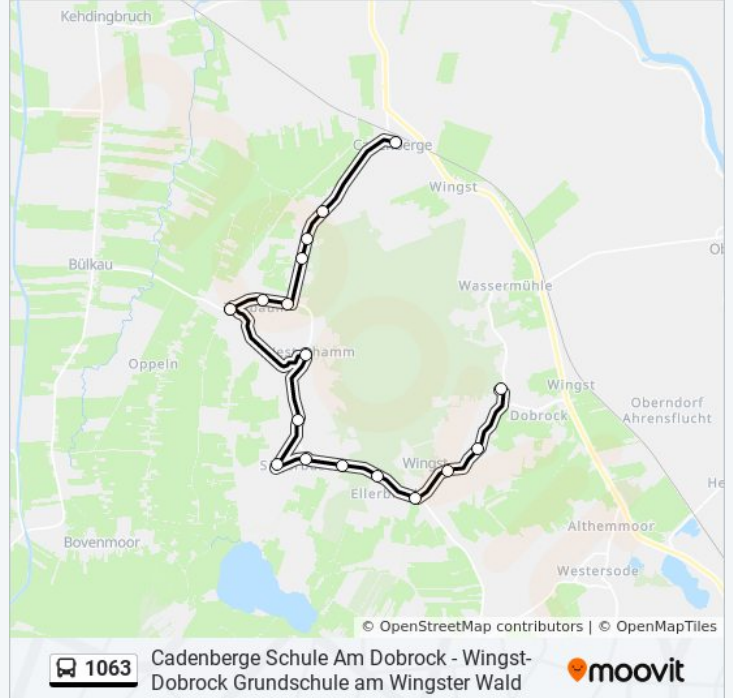 Kehdingbruch
Wingst
Bülkau
Wassermühle
Oppeln
Wingst
Oberndorf
Ahrensflucht
Dobrock
Wingst
Althemmoor
Bovenmoor
Westersode
© OpenStreetMap contributors | © OpenMapTiles
1063
Cadenberge Schule Am Dobrock - Wingst-
Dobrock Grundschule am Wingster Wald
moovit